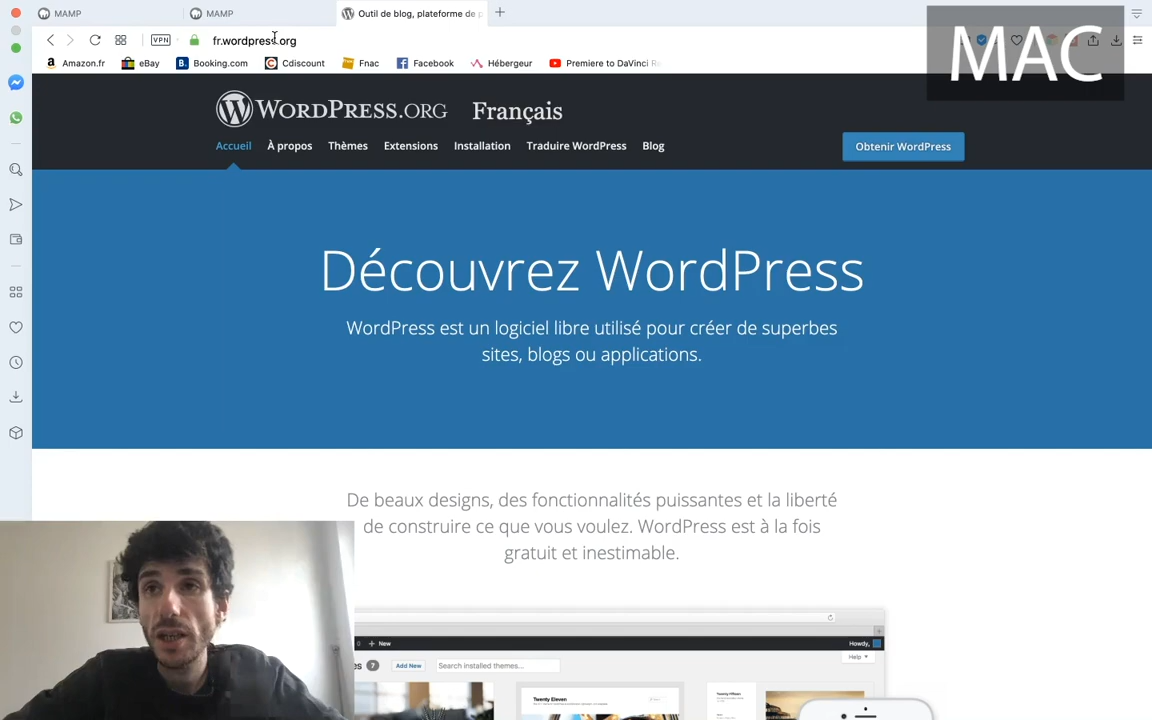 MAMP
MAMP
Outil de blog, plateforme de p
VPN
fr.wordpress.org
Amazon.fr
eBay
Booking.com
Cdiscount
Fnac
Facebook
Hébergeur
Premiere to DaVinci Re
MAC
WORDPRESS.ORG
Français
Accueil
À propos
Thèmes
Extensions
Installation
Traduire WordPress
Blog
Obtenir WordPress
Découvrez WordPress
WordPress est un logiciel libre utilisé pour créer de superbes
sites, blogs ou applications.
De beaux designs, des fonctionnalités puissantes et la liberté
de construire ce que vous voulez. WordPress est à la fois
gratuit et inestimable.
New
Howdy,
Help
7
Add New
Search installed themes...
Twenty Eleven
Twenty Fifteen